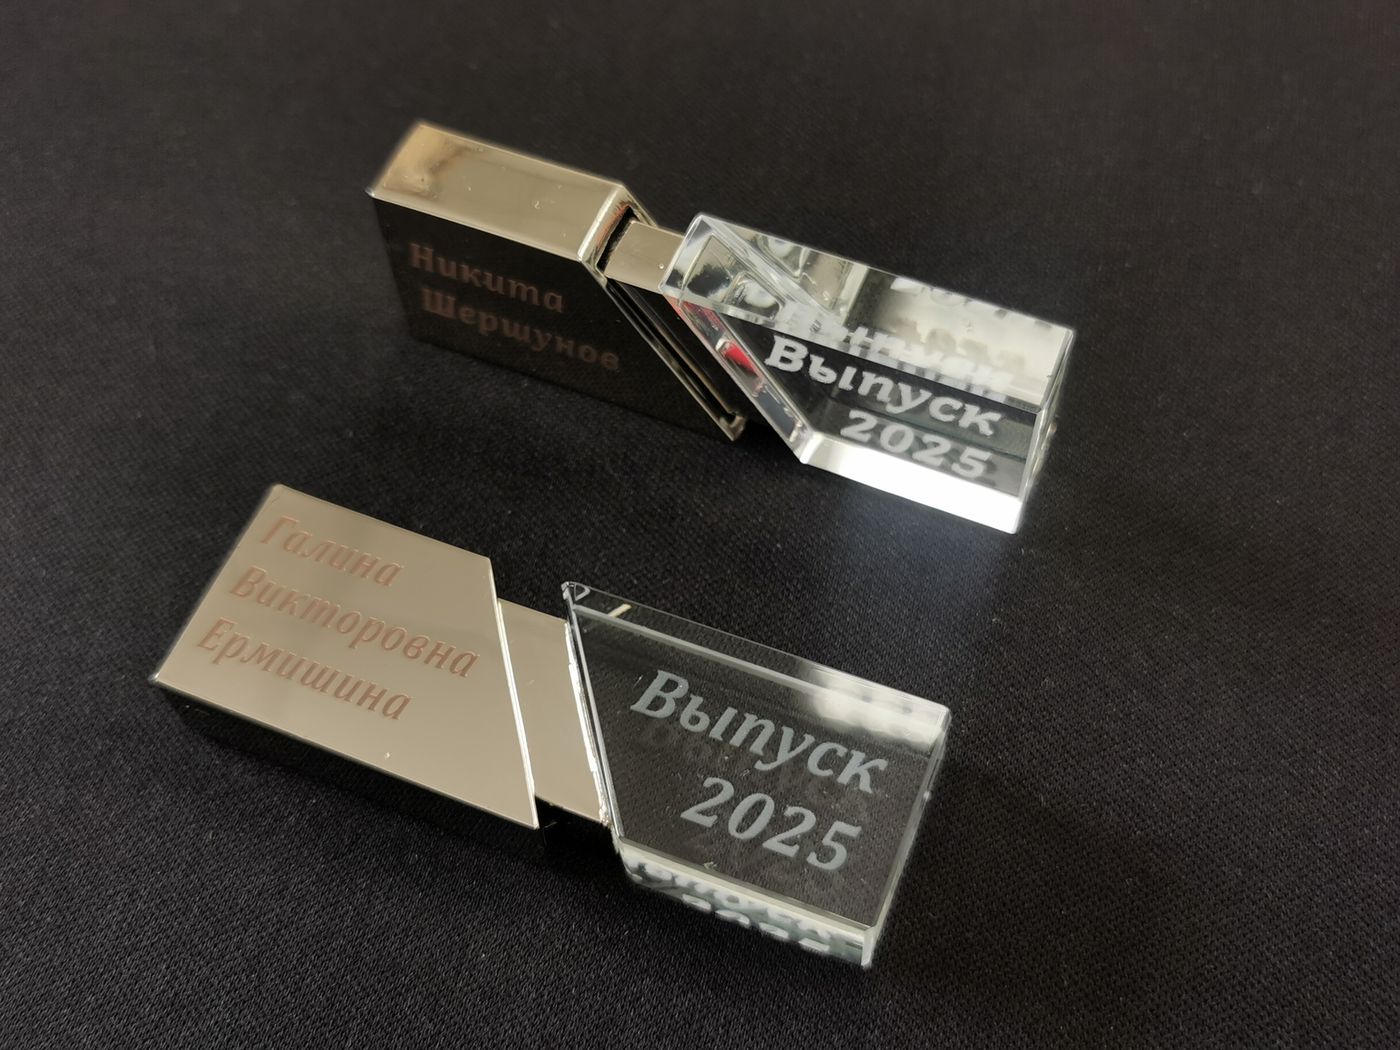 Никита
Шершунов
Выпуск
2025
Галина
Викторовна
Ермишина
Выпуск
2025